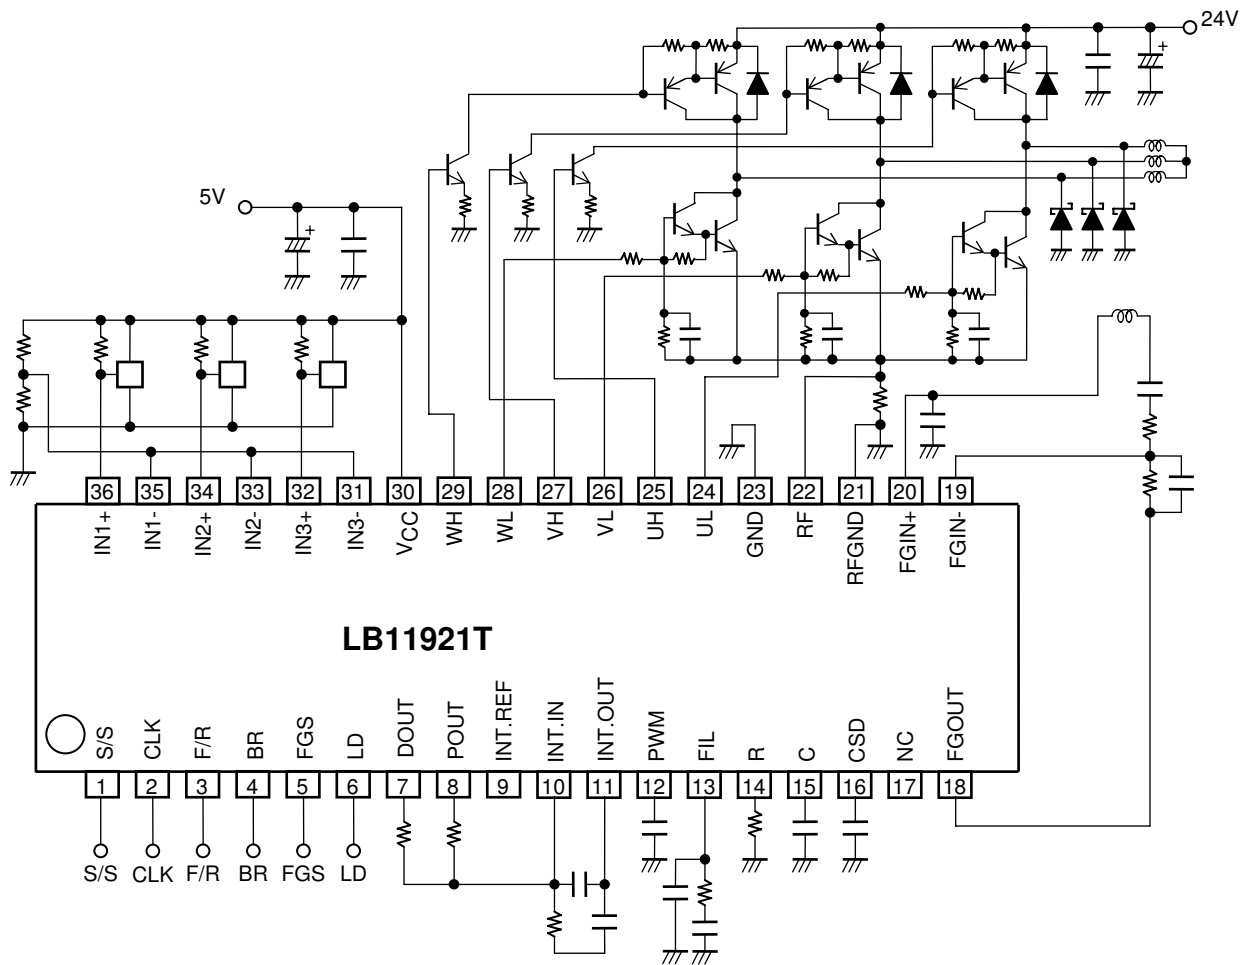 24V
+
5V
+
36 35 34 33 32 31 30 29 28 27 26 25 24 23 22 21 20 19
IN1+ IN1- IN2+ IN2- IN3+ IN3- VCC WH WL VH VL UH UL GND RF RFGND FGIN+ FGIN-
LB11921T
S/S CLK F/R BR FGS LD DOUT POUT INT.REF INT.IN INT.OUT PWM FIL R C CSD NC FGOUT
1 2 3 4 5 6 7 8 9 10 11 12 13 14 15 16 17 18
S/S CLK F/R BR FGS LD